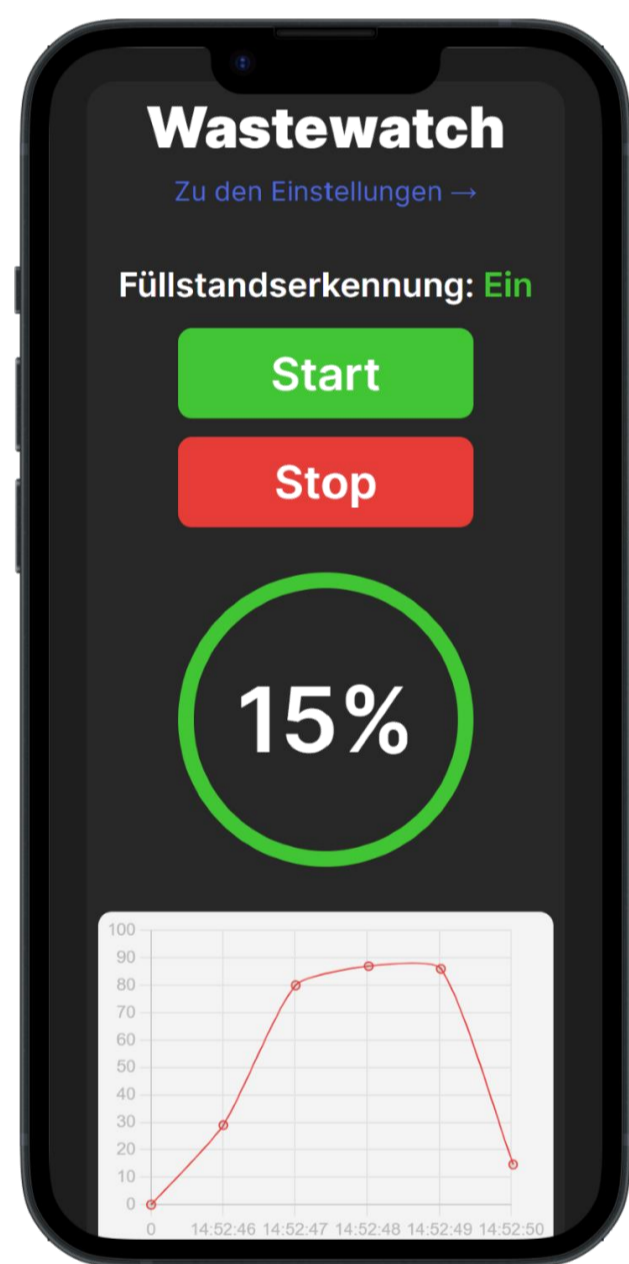 Wastewatch
Zu den Einstellungen →
Füllstandserkennung: Ein
Start
Stop
15%
100
90
80
70
60
50
40
30
20
10
0
0 14:52:46 14:52:47 14:52:48 14:52:49 14:52:50